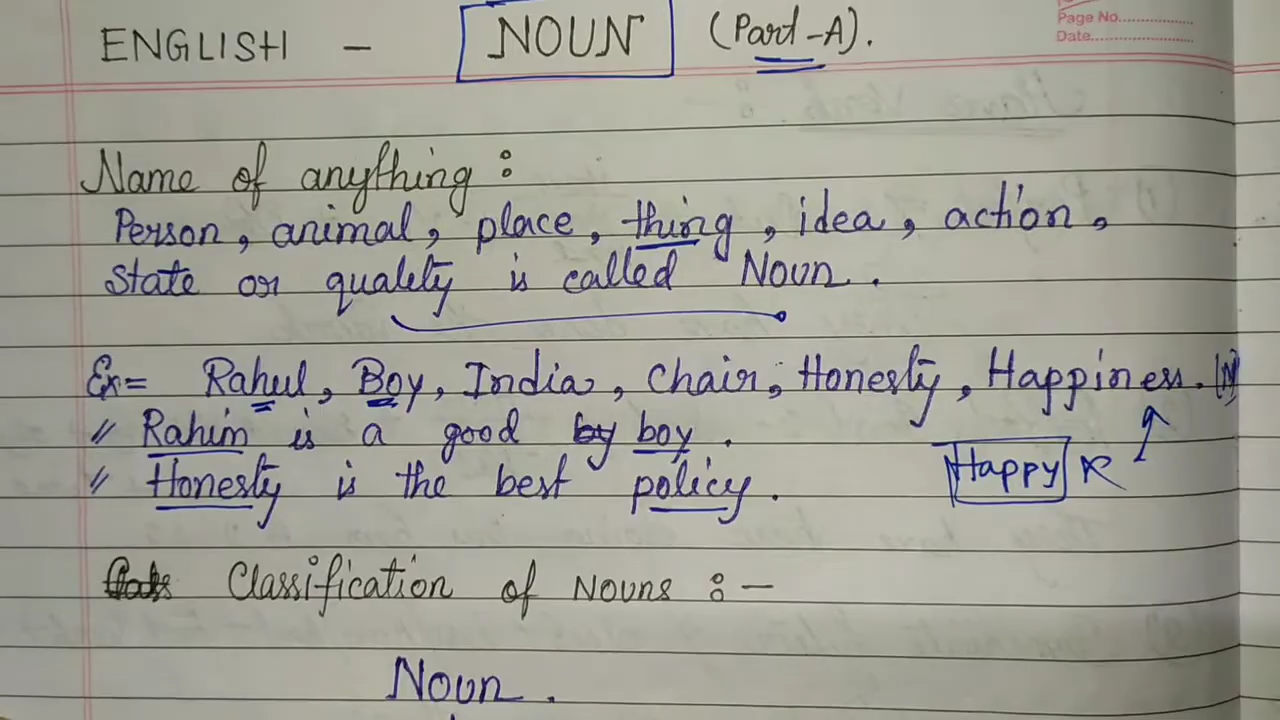 Page No.
Date
ENGLISH - NOUN (Part-A).
Name of anything :
Person, animal, place, thing, idea, action,
State or quality is called Noun.
Ex= Rahul, Boy, India, Chair, Honesty, Happiness. (N)
" Rahim is a good boy.
" Honesty is the best policy.
Happy
Classification of Nouns :-
Noun.